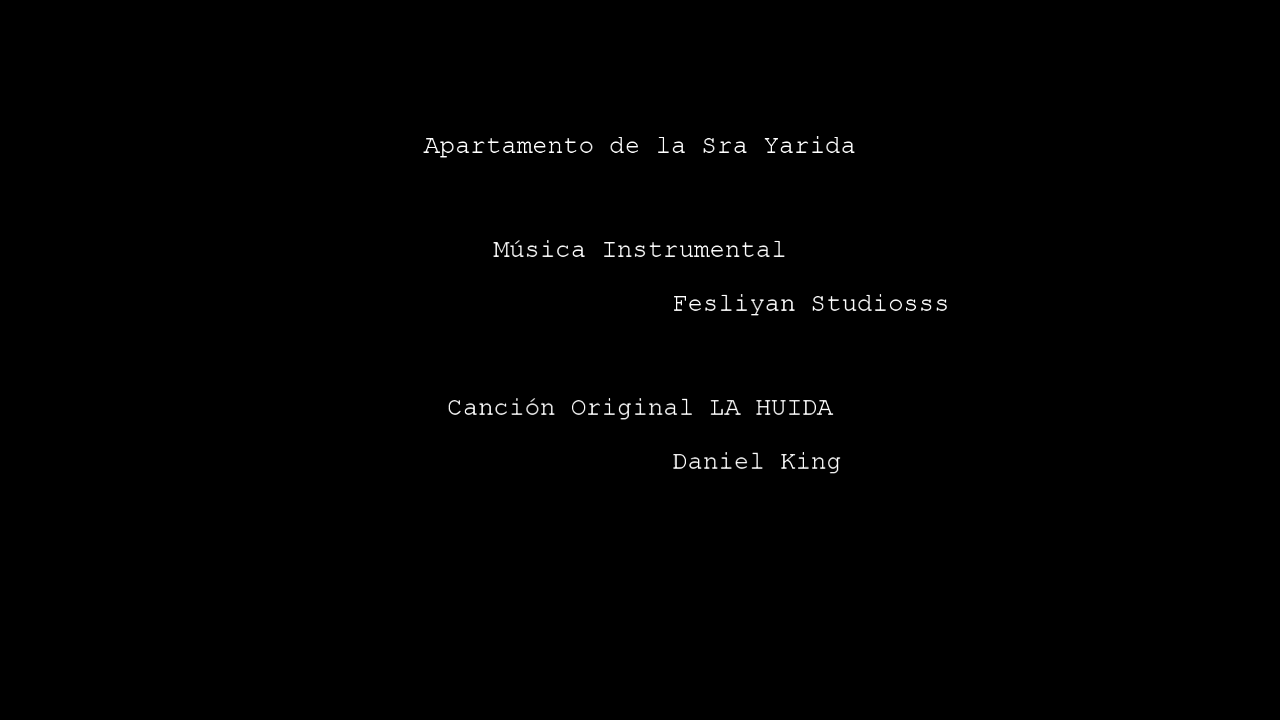 Apartamento de la Sra Yarida
Música Instrumental
Fesliyan Studiosss
Canción Original LA HUIDA
Daniel King